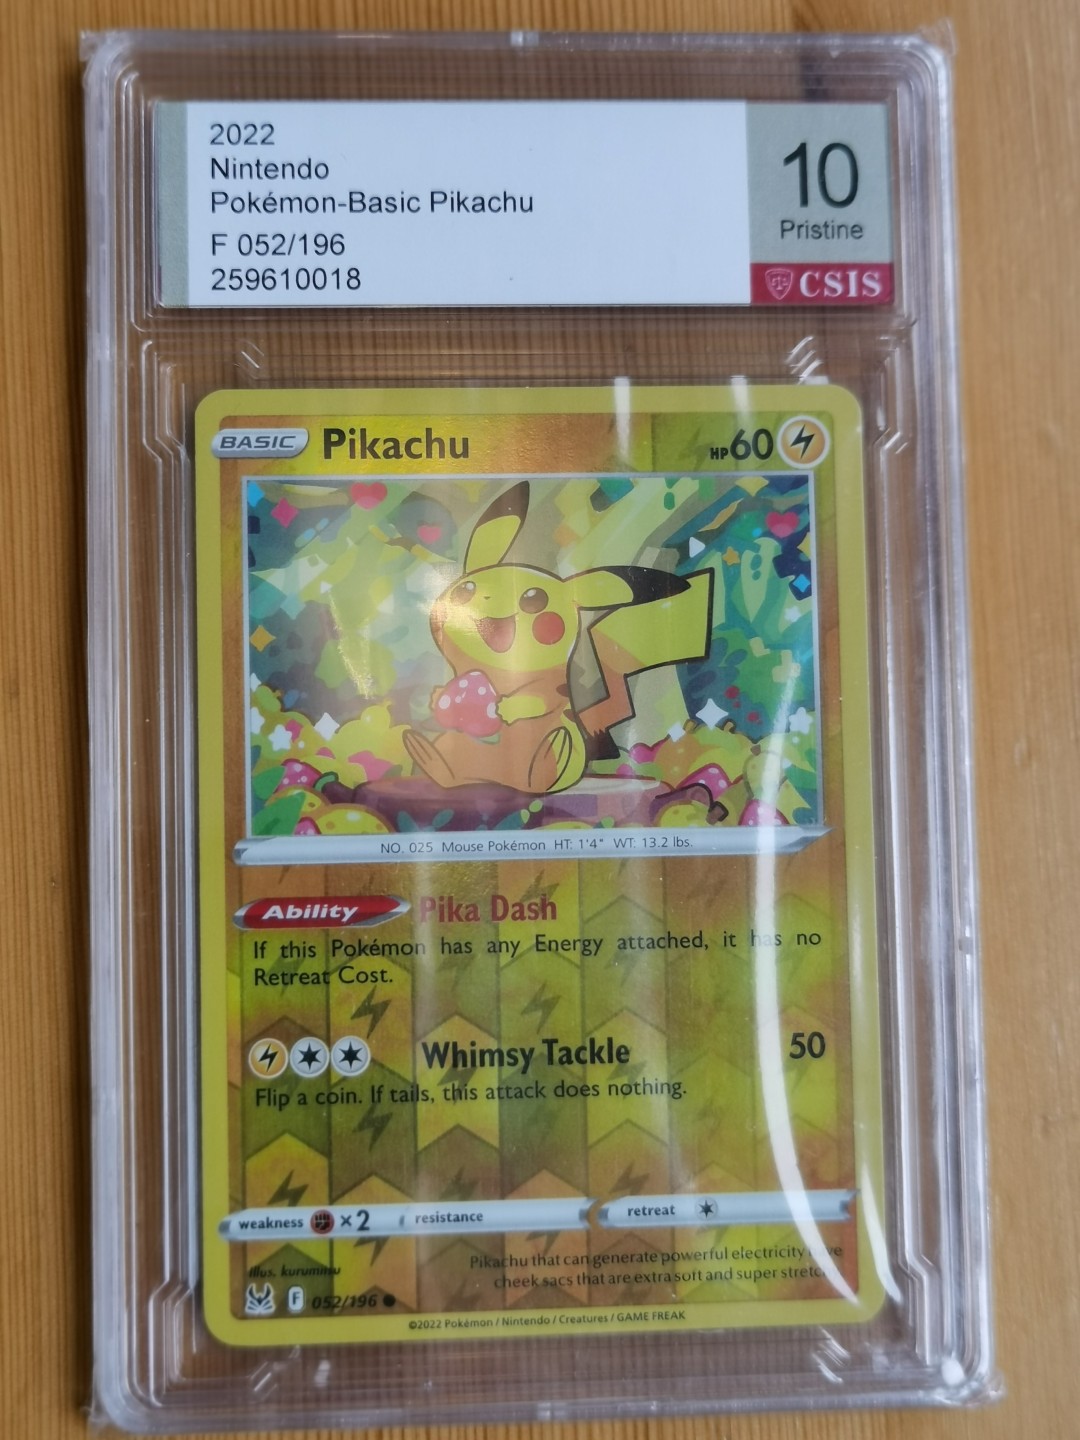 2022
Nintendo
Pokémon-Basic Pikachu
F 052/196
259610018
10
Pristine
CSIS
BASIC Pikachu HP60
NO. 025 Mouse Pokémon HT: 1'4" WT: 13.2 lbs.
Ability Pika Dash
If this Pokémon has any Energy attached, it has no
Retreat Cost.
Whimsy Tackle 50
Flip a coin. If tails, this attack does nothing.
weakness ×2 resistance retreat
Pikachu that can generate powerful electricity
cheek sacs that are extra soft and super
Illus. kurumitsu
F 052/196
©2022 Pokémon / Nintendo / Creatures / GAME FREAK